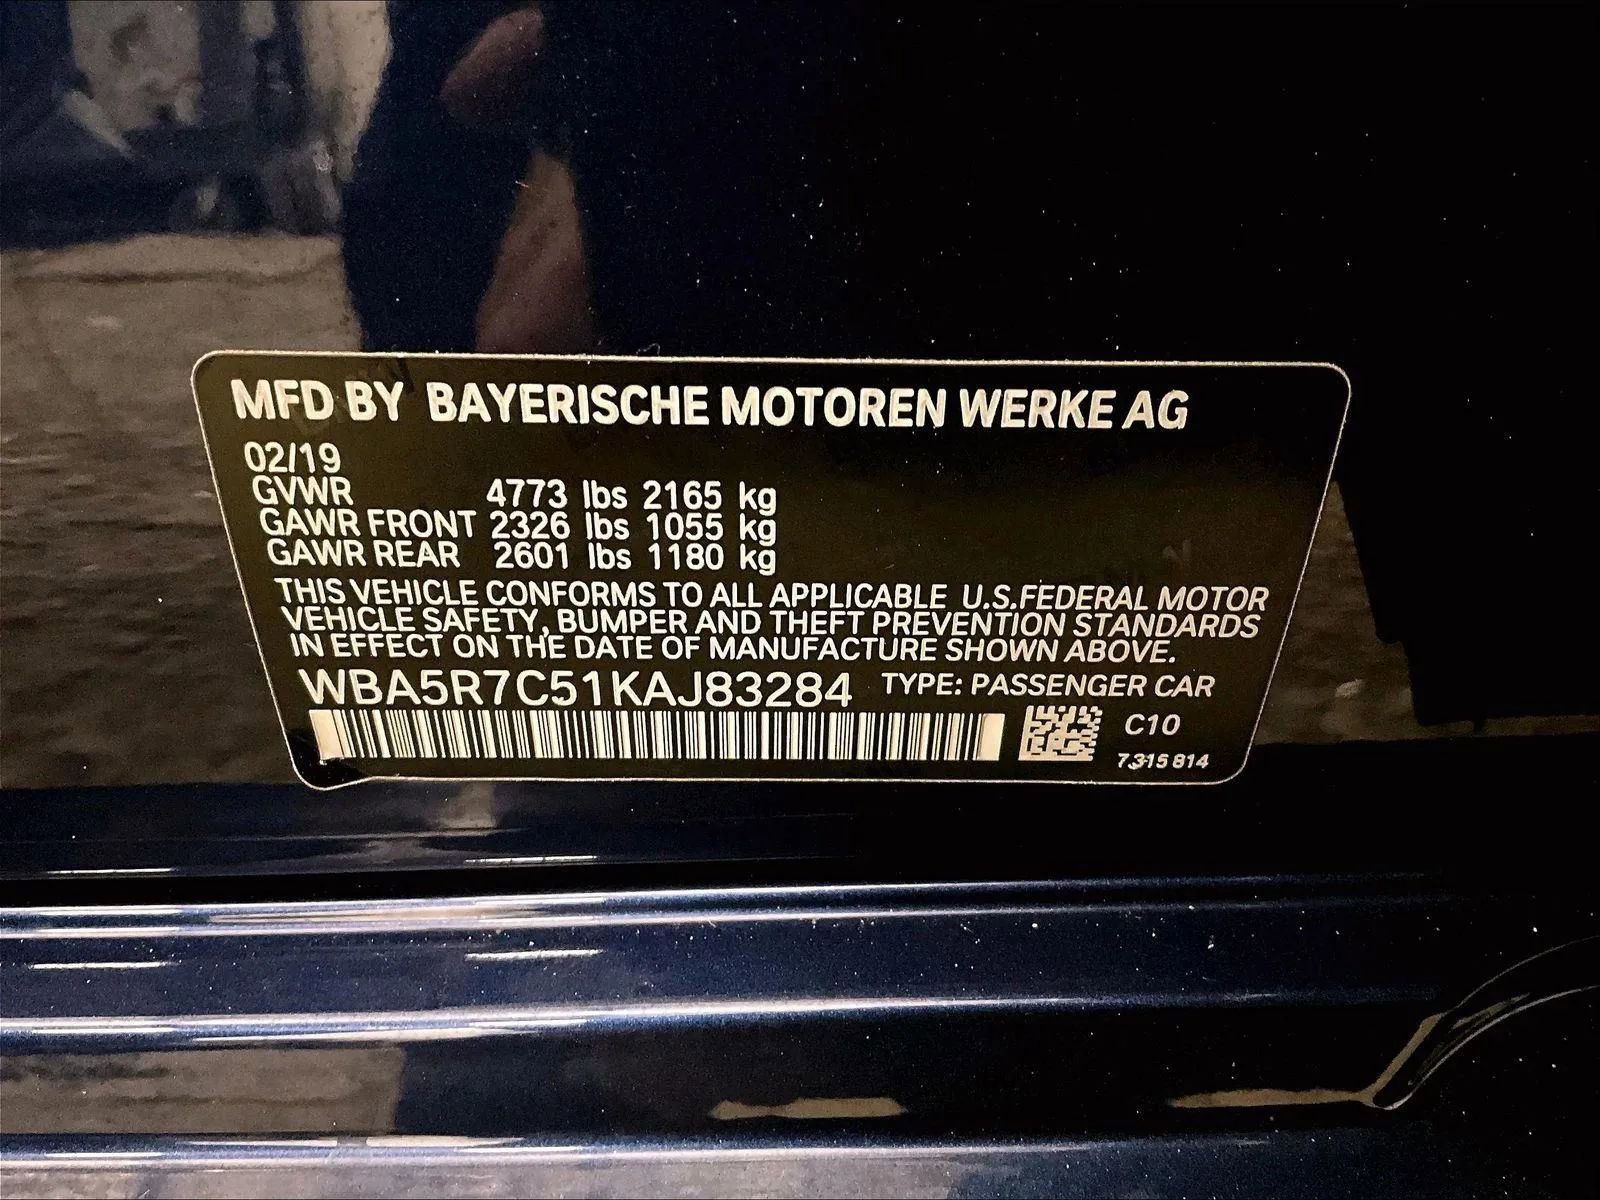 MFD BY BAYERISCHE MOTOREN WERKE AG
02/19
GVWR 4773 lbs 2165 kg
GAWR FRONT 2326 lbs 1055 kg
GAWR REAR 2601 lbs 1180 kg
THIS VEHICLE CONFORMS TO ALL APPLICABLE U.S.FEDERAL MOTOR
VEHICLE SAFETY, BUMPER AND THEFT PREVENTION STANDARDS
IN EFFECT ON THE DATE OF MANUFACTURE SHOWN ABOVE.
WBA5R7C51KAJ83284 TYPE: PASSENGER CAR
C10
7315814